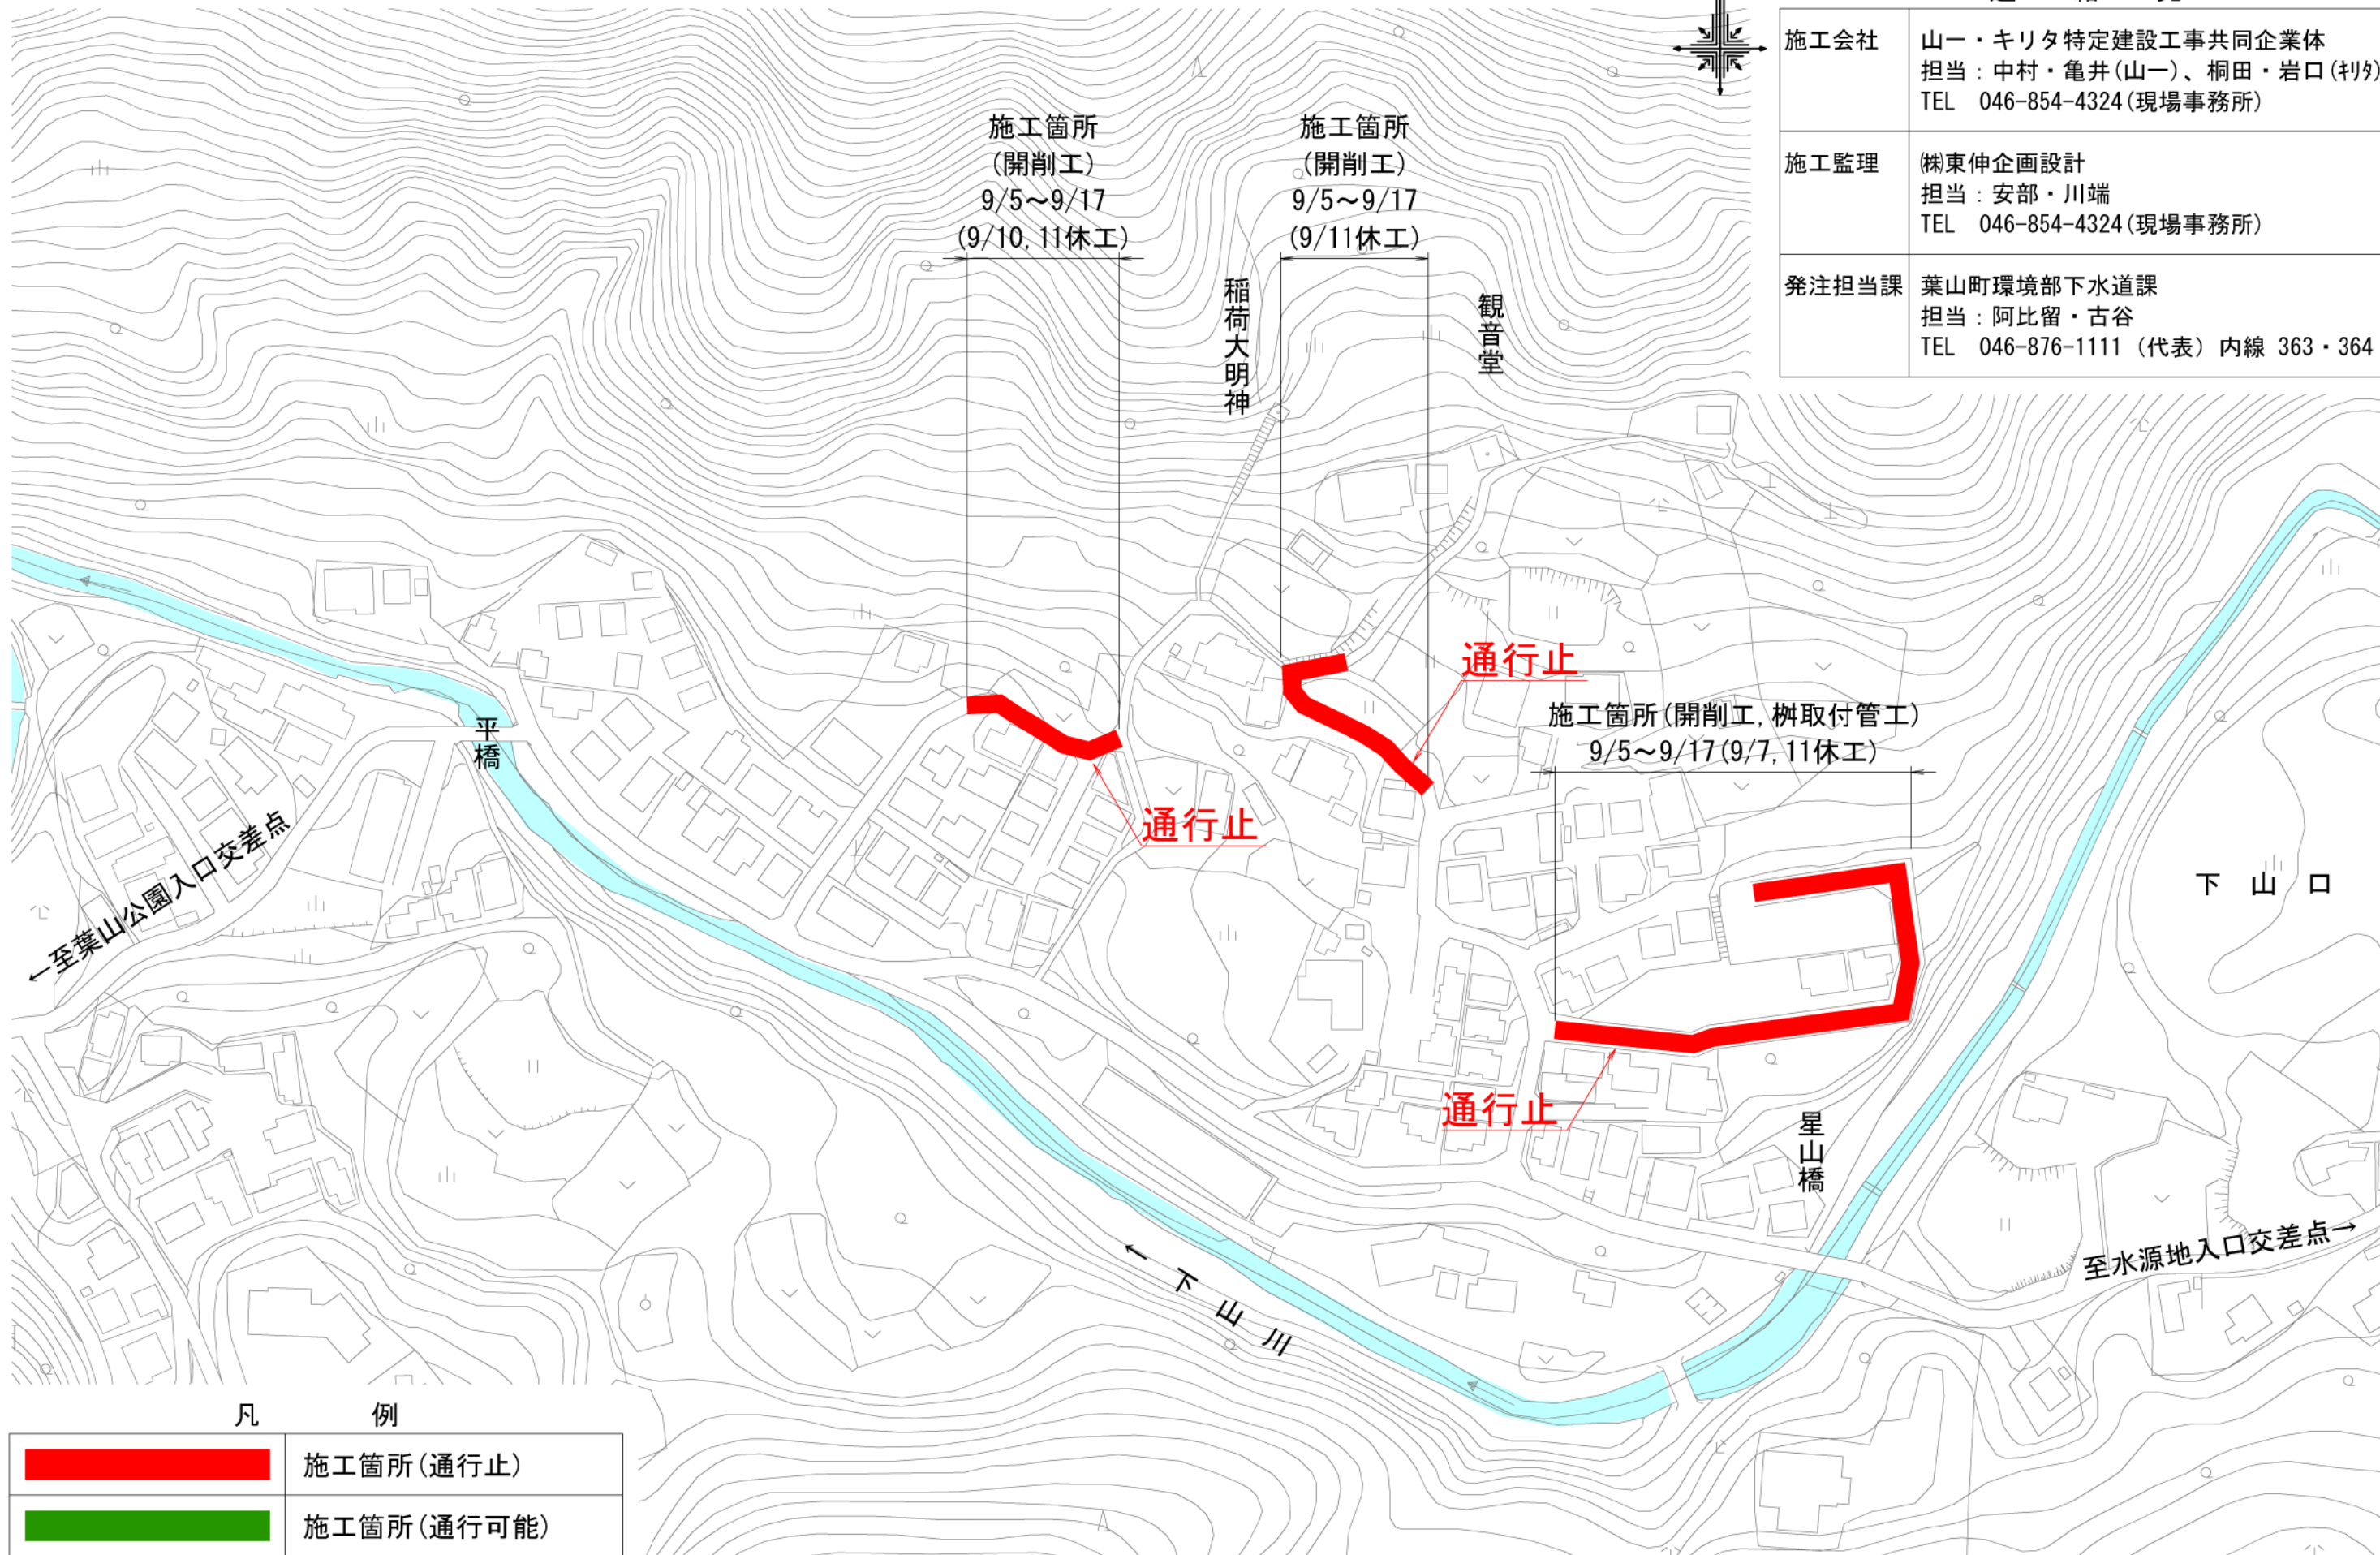 施工会社
山一・キリタ特定建設工事共同企業体
担当：中村・亀井(山一)、桐田・岩口(ｷﾘﾀ)
TEL　046-854-4324(現場事務所)
施工監理
㈱東伸企画設計
担当：安部・川端
TEL　046-854-4324(現場事務所)
発注担当課
葉山町環境部下水道課
担当：阿比留・古谷
TEL　046-876-1111（代表）内線 363・364
施工箇所
(開削工)
9/5～9/17
(9/10,11休工)
施工箇所
(開削工)
9/5～9/17
(9/11休工)
稲荷大明神
観音堂
通行止
施工箇所(開削工,桝取付管工)
9/5～9/17(9/7,11休工)
平橋
通行止
←至葉山公園入口交差点
下山口
通行止
星山橋
至水源地入口交差点→
←下山川
凡例
施工箇所(通行止)
施工箇所(通行可能)